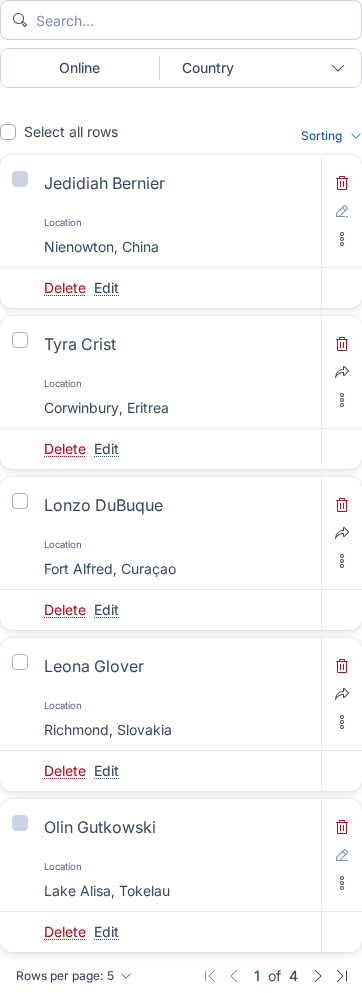 Search...
Online
Country
Select all rows
Sorting
Jedidiah Bernier
Location
Nienowton, China
Delete Edit
Tyra Crist
Location
Corwinbury, Eritrea
Delete Edit
Lonzo DuBuque
Location
Fort Alfred, Curaçao
Delete Edit
Leona Glover
Location
Richmond, Slovakia
Delete Edit
Olin Gutkowski
Location
Lake Alisa, Tokelau
Delete Edit
Rows per page: 5
1 of 4